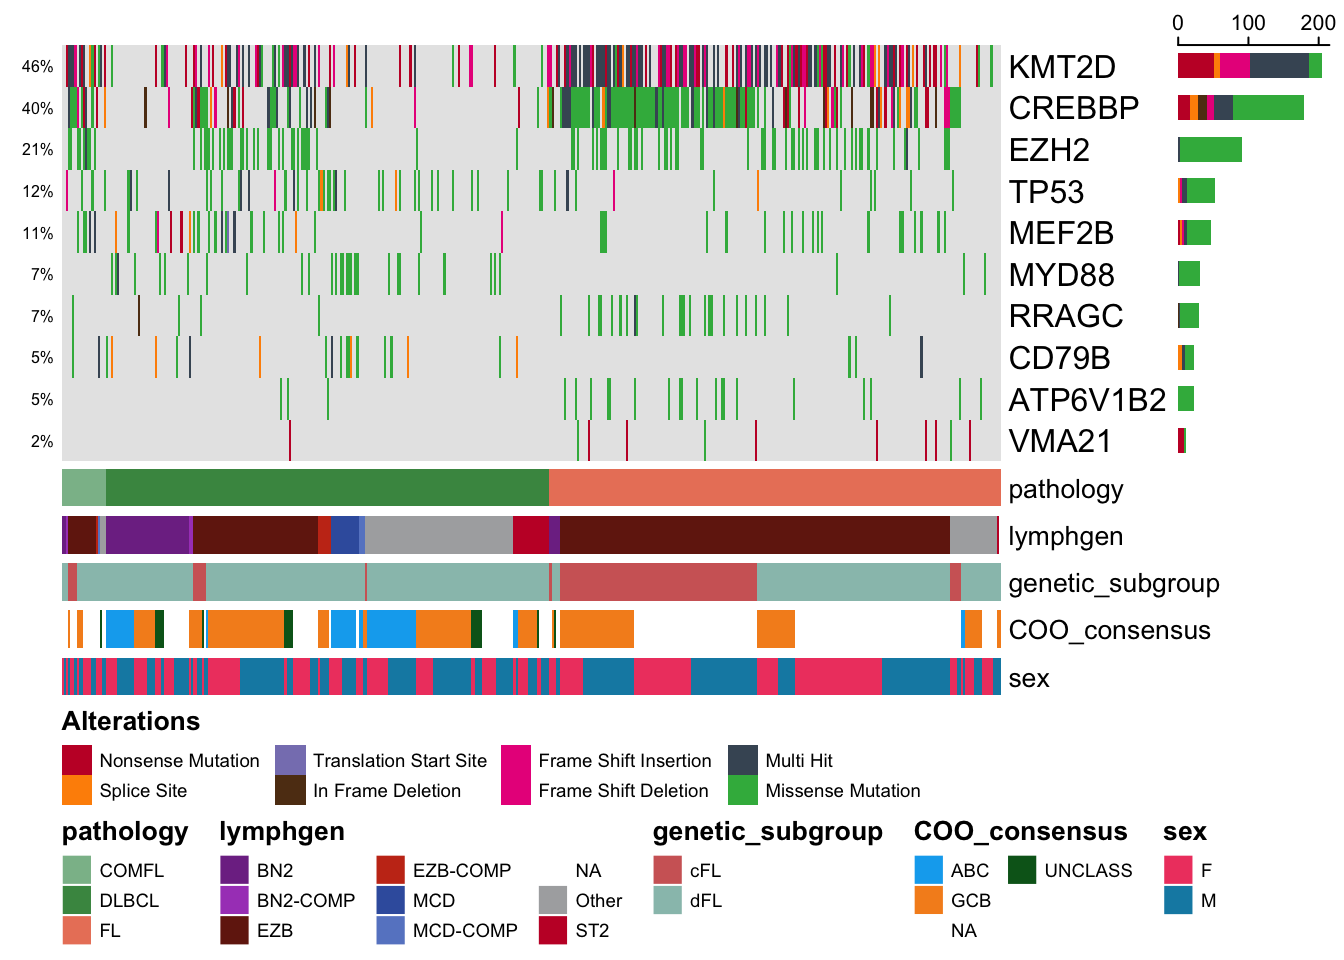 0 100 200
46% KMT2D
40% CREBBP
21% EZH2
12% TP53
11% MEF2B
7% MYD88
7% RRAGC
5% CD79B
5% ATP6V1B2
2% VMA21
pathology
lymphgen
genetic_subgroup
COO_consensus
sex
Alterations
Nonsense Mutation Translation Start Site Frame Shift Insertion Multi Hit
Splice Site In Frame Deletion Frame Shift Deletion Missense Mutation
pathology lymphgen genetic_subgroup COO_consensus sex
COMFL BN2 EZB-COMP NA cFL ABC UNCLASS F
DLBCL BN2-COMP MCD Other dFL GCB M
FL EZB MCD-COMP ST2 NA